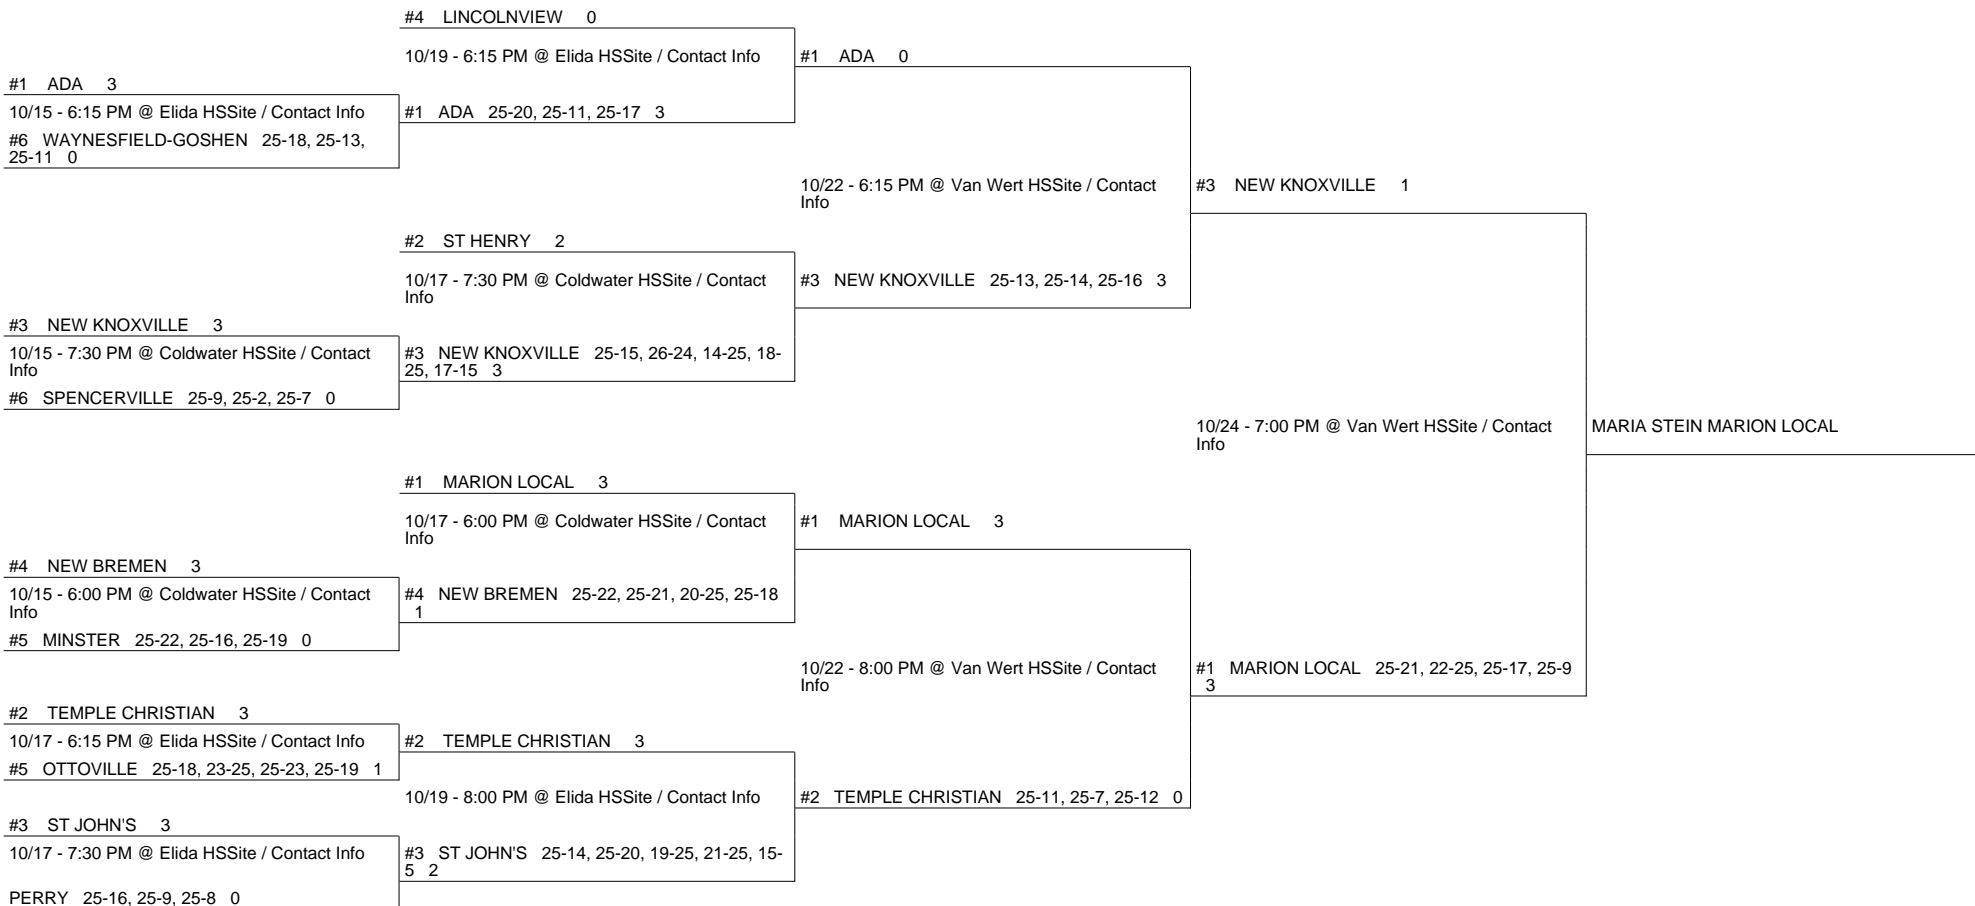 #4 LINCOLNVIEW 0
10/19 - 6:15 PM @ Elida HSSite / Contact Info
#1 ADA 0
#1 ADA 3
10/15 - 6:15 PM @ Elida HSSite / Contact Info
#1 ADA 25-20, 25-11, 25-17 3
#6 WAYNESFIELD-GOSHEN 25-18, 25-13,
25-11 0
10/22 - 6:15 PM @ Van Wert HSSite / Contact
Info
#3 NEW KNOXVILLE 1
#2 ST HENRY 2
10/17 - 7:30 PM @ Coldwater HSSite / Contact
Info
#3 NEW KNOXVILLE 25-13, 25-14, 25-16 3
#3 NEW KNOXVILLE 3
10/15 - 7:30 PM @ Coldwater HSSite / Contact
Info
#3 NEW KNOXVILLE 25-15, 26-24, 14-25, 18-
25, 17-15 3
#6 SPENCERVILLE 25-9, 25-2, 25-7 0
10/24 - 7:00 PM @ Van Wert HSSite / Contact
Info
MARIA STEIN MARION LOCAL
#1 MARION LOCAL 3
10/17 - 6:00 PM @ Coldwater HSSite / Contact
Info
#1 MARION LOCAL 3
#4 NEW BREMEN 3
10/15 - 6:00 PM @ Coldwater HSSite / Contact
Info
#4 NEW BREMEN 25-22, 25-21, 20-25, 25-18
1
#5 MINSTER 25-22, 25-16, 25-19 0
10/22 - 8:00 PM @ Van Wert HSSite / Contact
Info
#1 MARION LOCAL 25-21, 22-25, 25-17, 25-9
3
#2 TEMPLE CHRISTIAN 3
10/17 - 6:15 PM @ Elida HSSite / Contact Info
#2 TEMPLE CHRISTIAN 3
#5 OTTOVILLE 25-18, 23-25, 25-23, 25-19 1
10/19 - 8:00 PM @ Elida HSSite / Contact Info
#2 TEMPLE CHRISTIAN 25-11, 25-7, 25-12 0
#3 ST JOHN'S 3
10/17 - 7:30 PM @ Elida HSSite / Contact Info
#3 ST JOHN'S 25-14, 25-20, 19-25, 21-25, 15-
5 2
PERRY 25-16, 25-9, 25-8 0